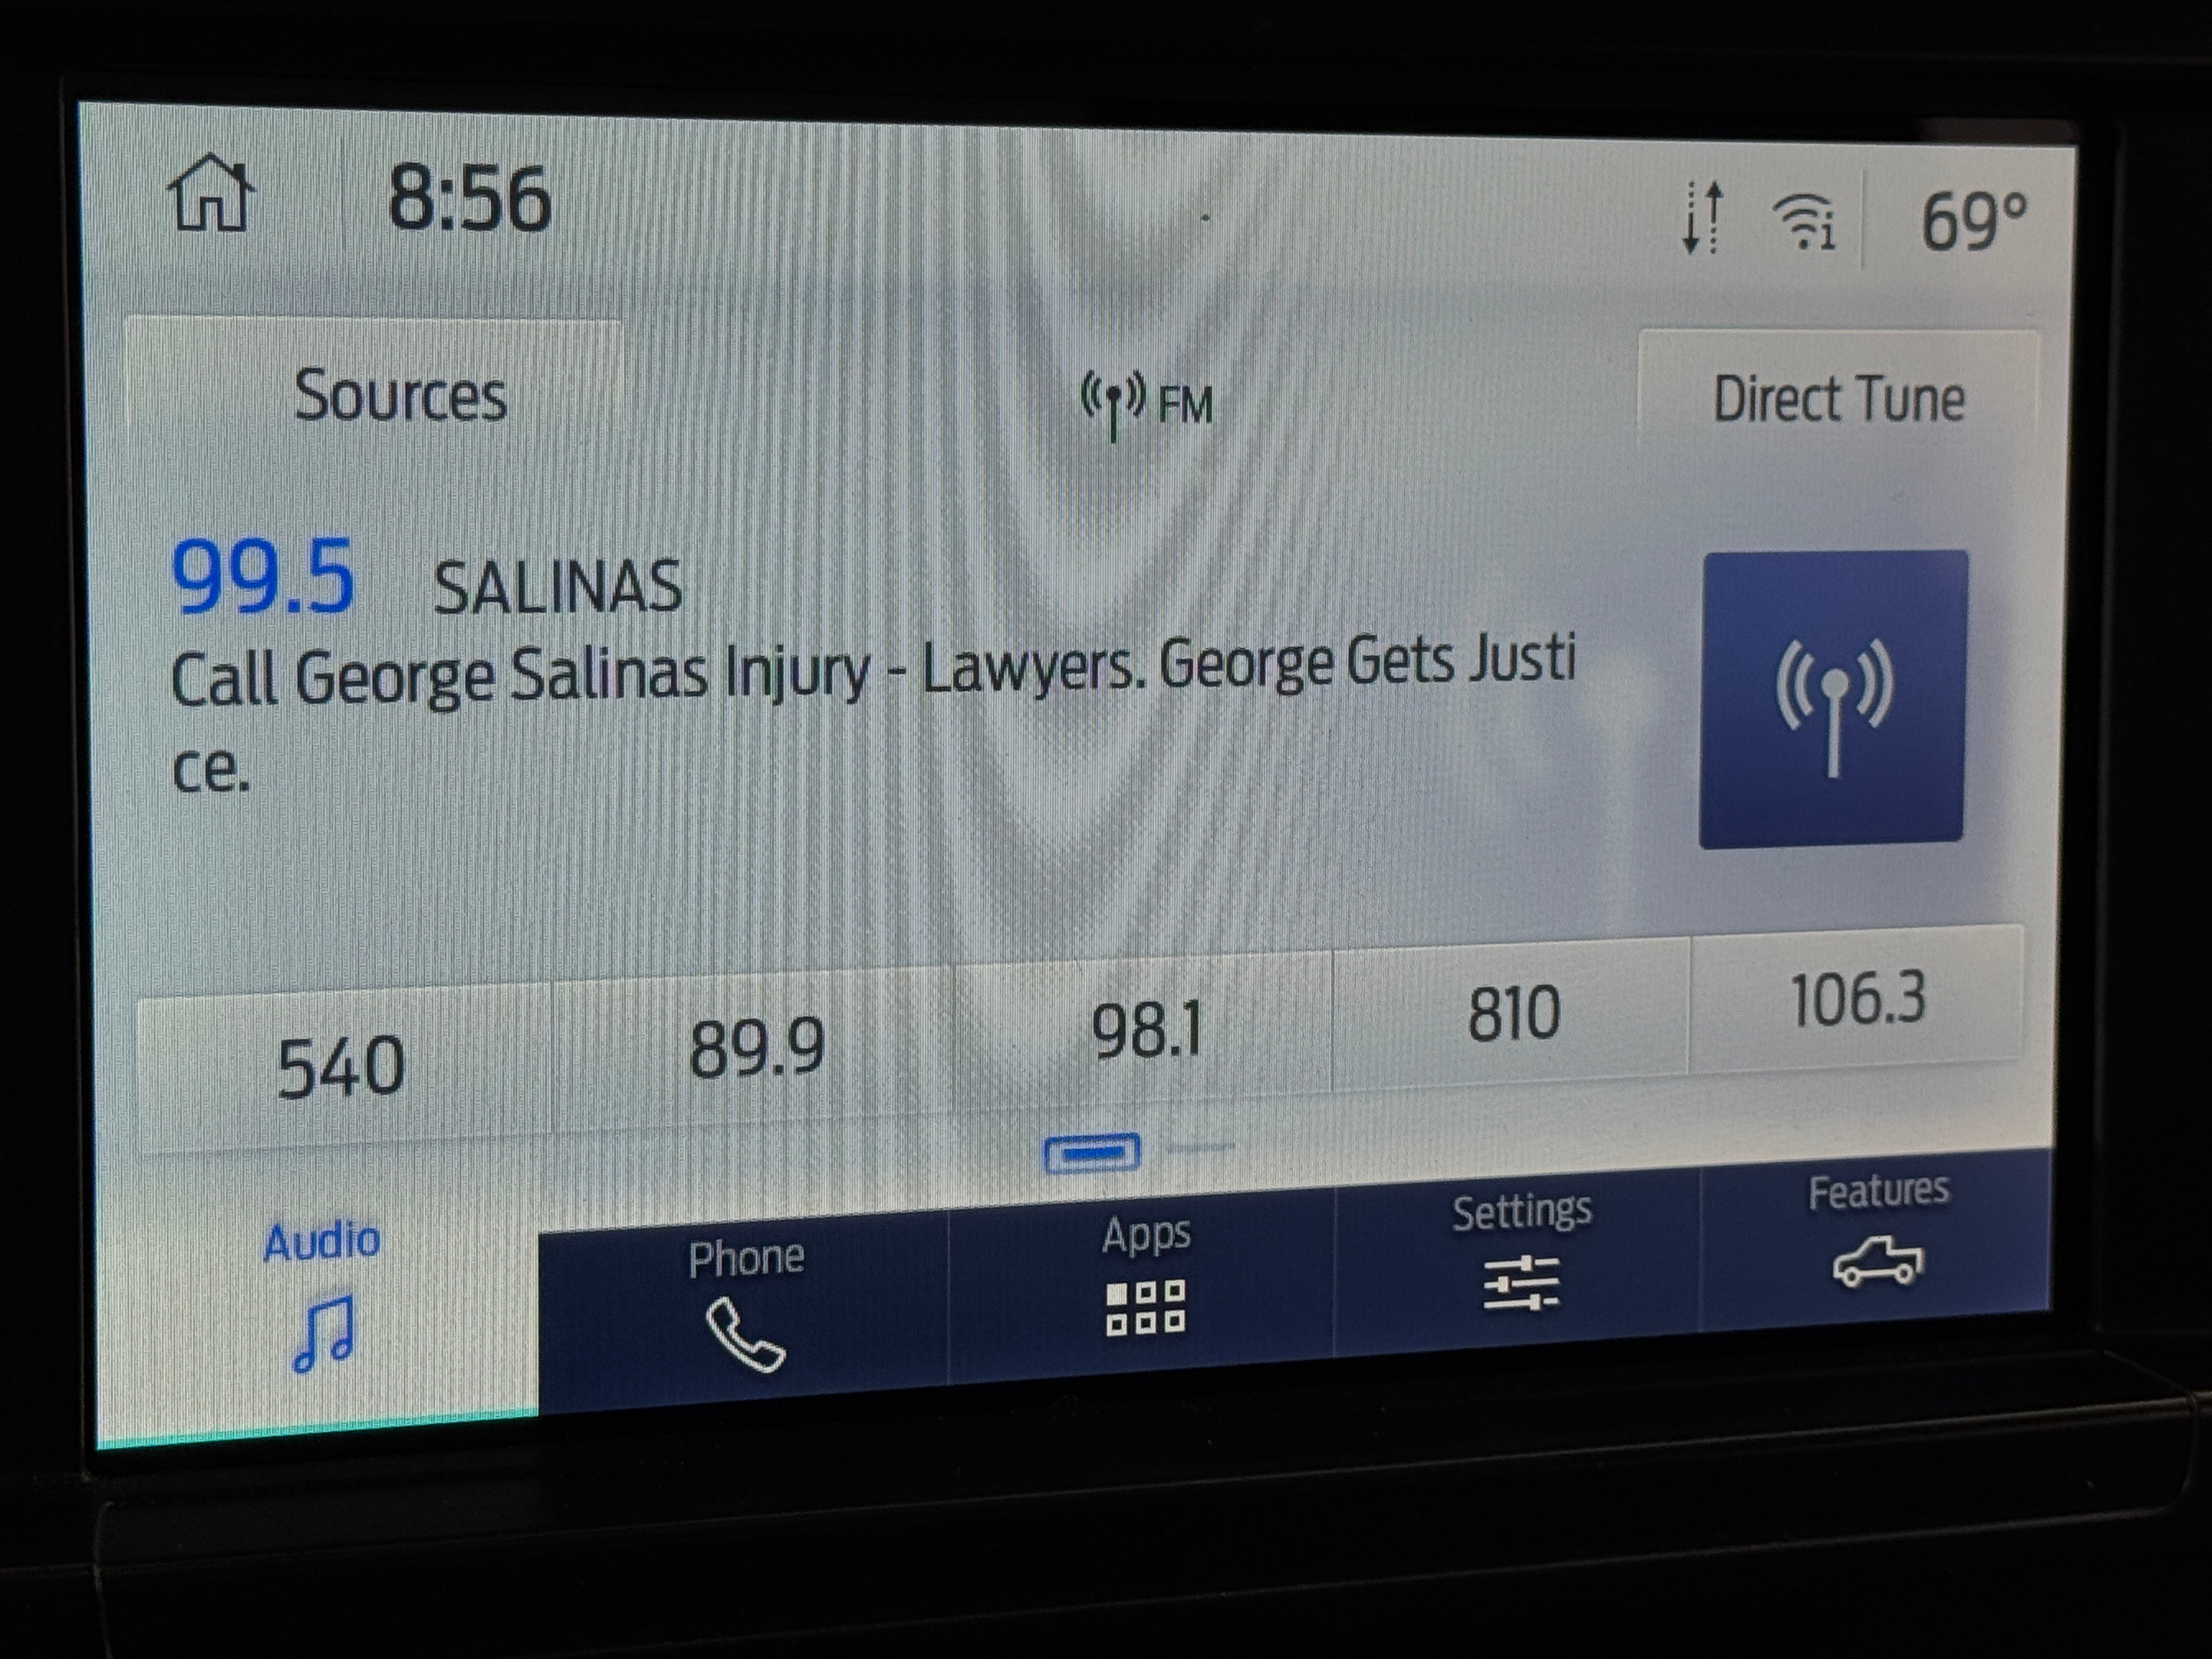 8:56
69°
Sources
FM
Direct Tune
99.5 SALINAS
Call George Salinas Injury - Lawyers. George Gets Justi
ce.
540 89.9 98.1 810 106.3
Audio Phone Apps Settings Features